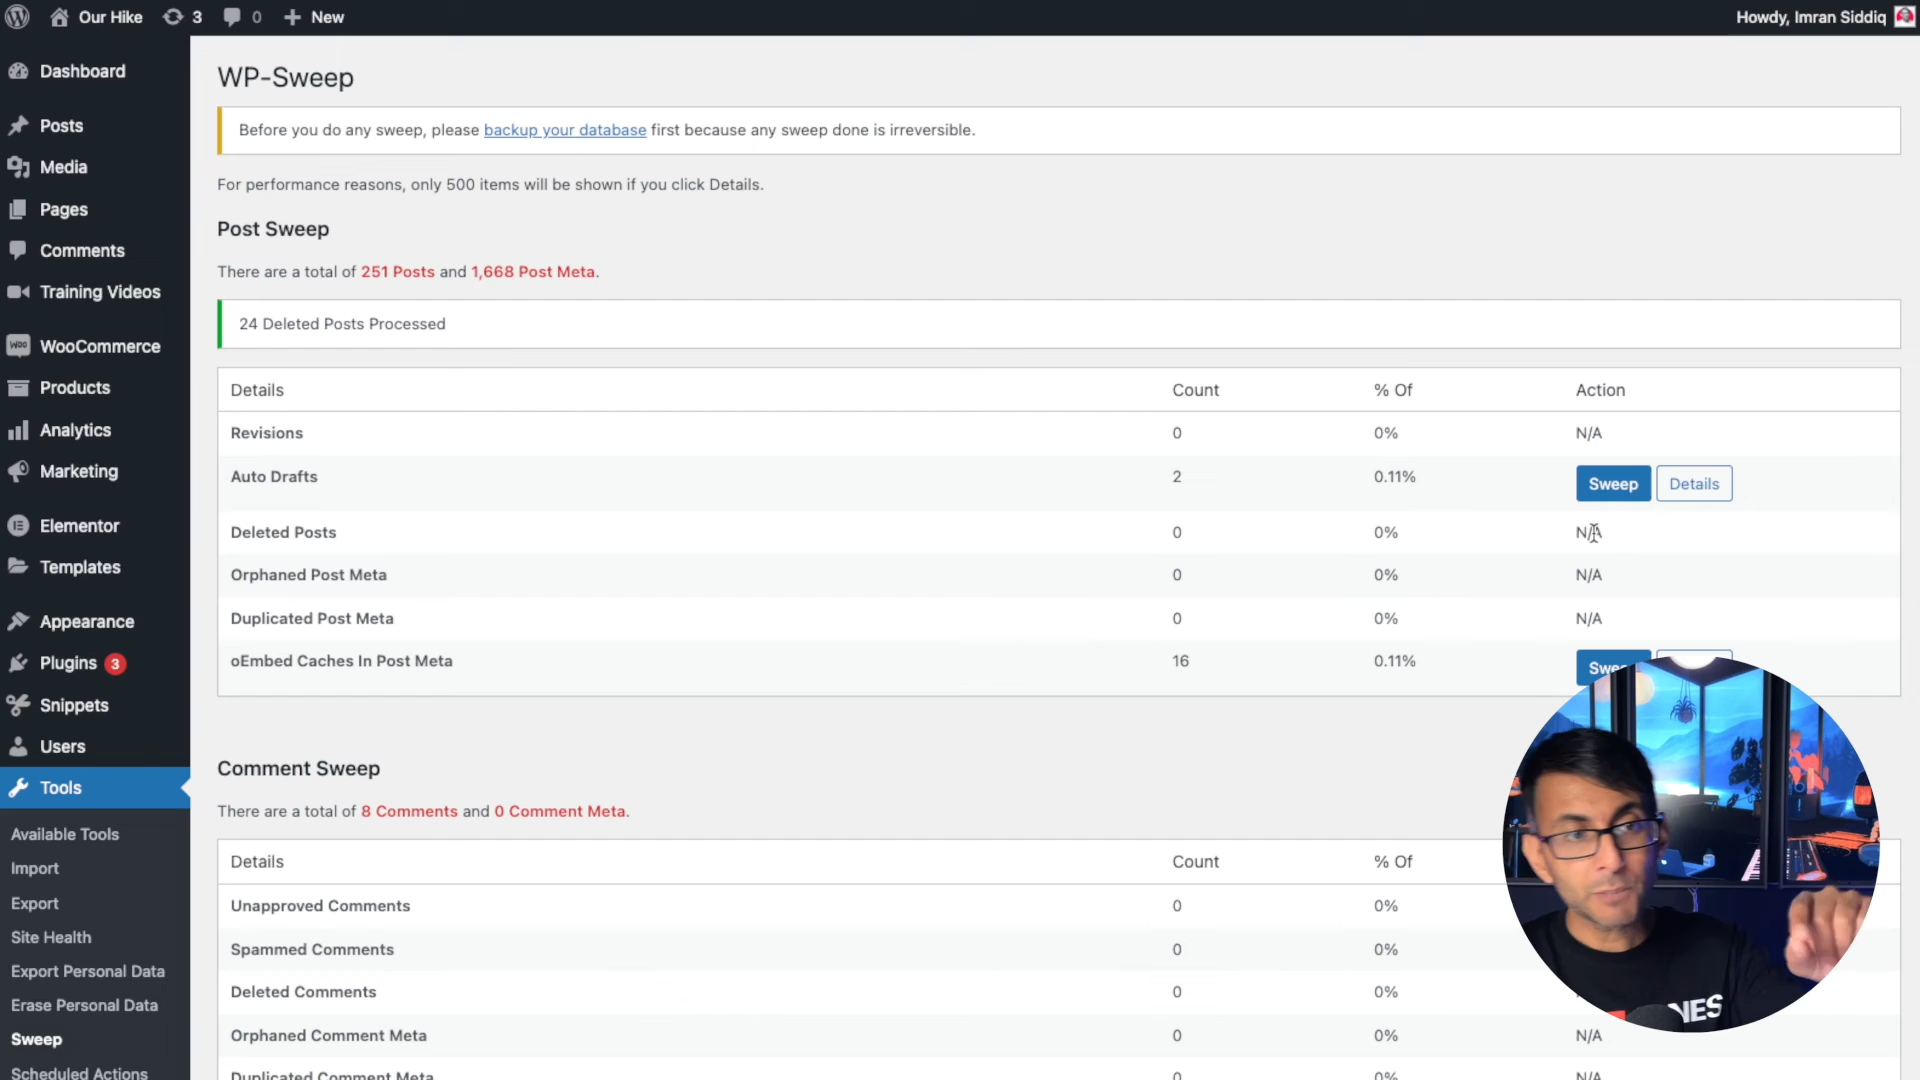 Our Hike 3 0 New Howdy, Imran Siddiq
Dashboard
Posts
Media
Pages
Comments
Training Videos
WooCommerce
Products
Analytics
Marketing
Elementor
Templates
Appearance
Plugins 3
Snippets
Users
Tools
Available Tools
Import
Export
Site Health
Export Personal Data
Erase Personal Data
Sweep
Scheduled Actions
WP-Sweep
Before you do any sweep, please backup your database first because any sweep done is irreversible.
For performance reasons, only 500 items will be shown if you click Details.
Post Sweep
There are a total of 251 Posts and 1,668 Post Meta.
24 Deleted Posts Processed
Details Count % Of Action
Revisions 0 0% N/A
Auto Drafts 2 0.11% Sweep Details
Deleted Posts 0 0% N/A
Orphaned Post Meta 0 0% N/A
Duplicated Post Meta 0 0% N/A
oEmbed Caches In Post Meta 16 0.11% Swee
Comment Sweep
There are a total of 8 Comments and 0 Comment Meta.
Details Count % Of
Unapproved Comments 0 0%
Spammed Comments 0 0%
Deleted Comments 0 0%
Orphaned Comment Meta 0 0% N/A
Duplicated Comment Meta 0 0% N/A